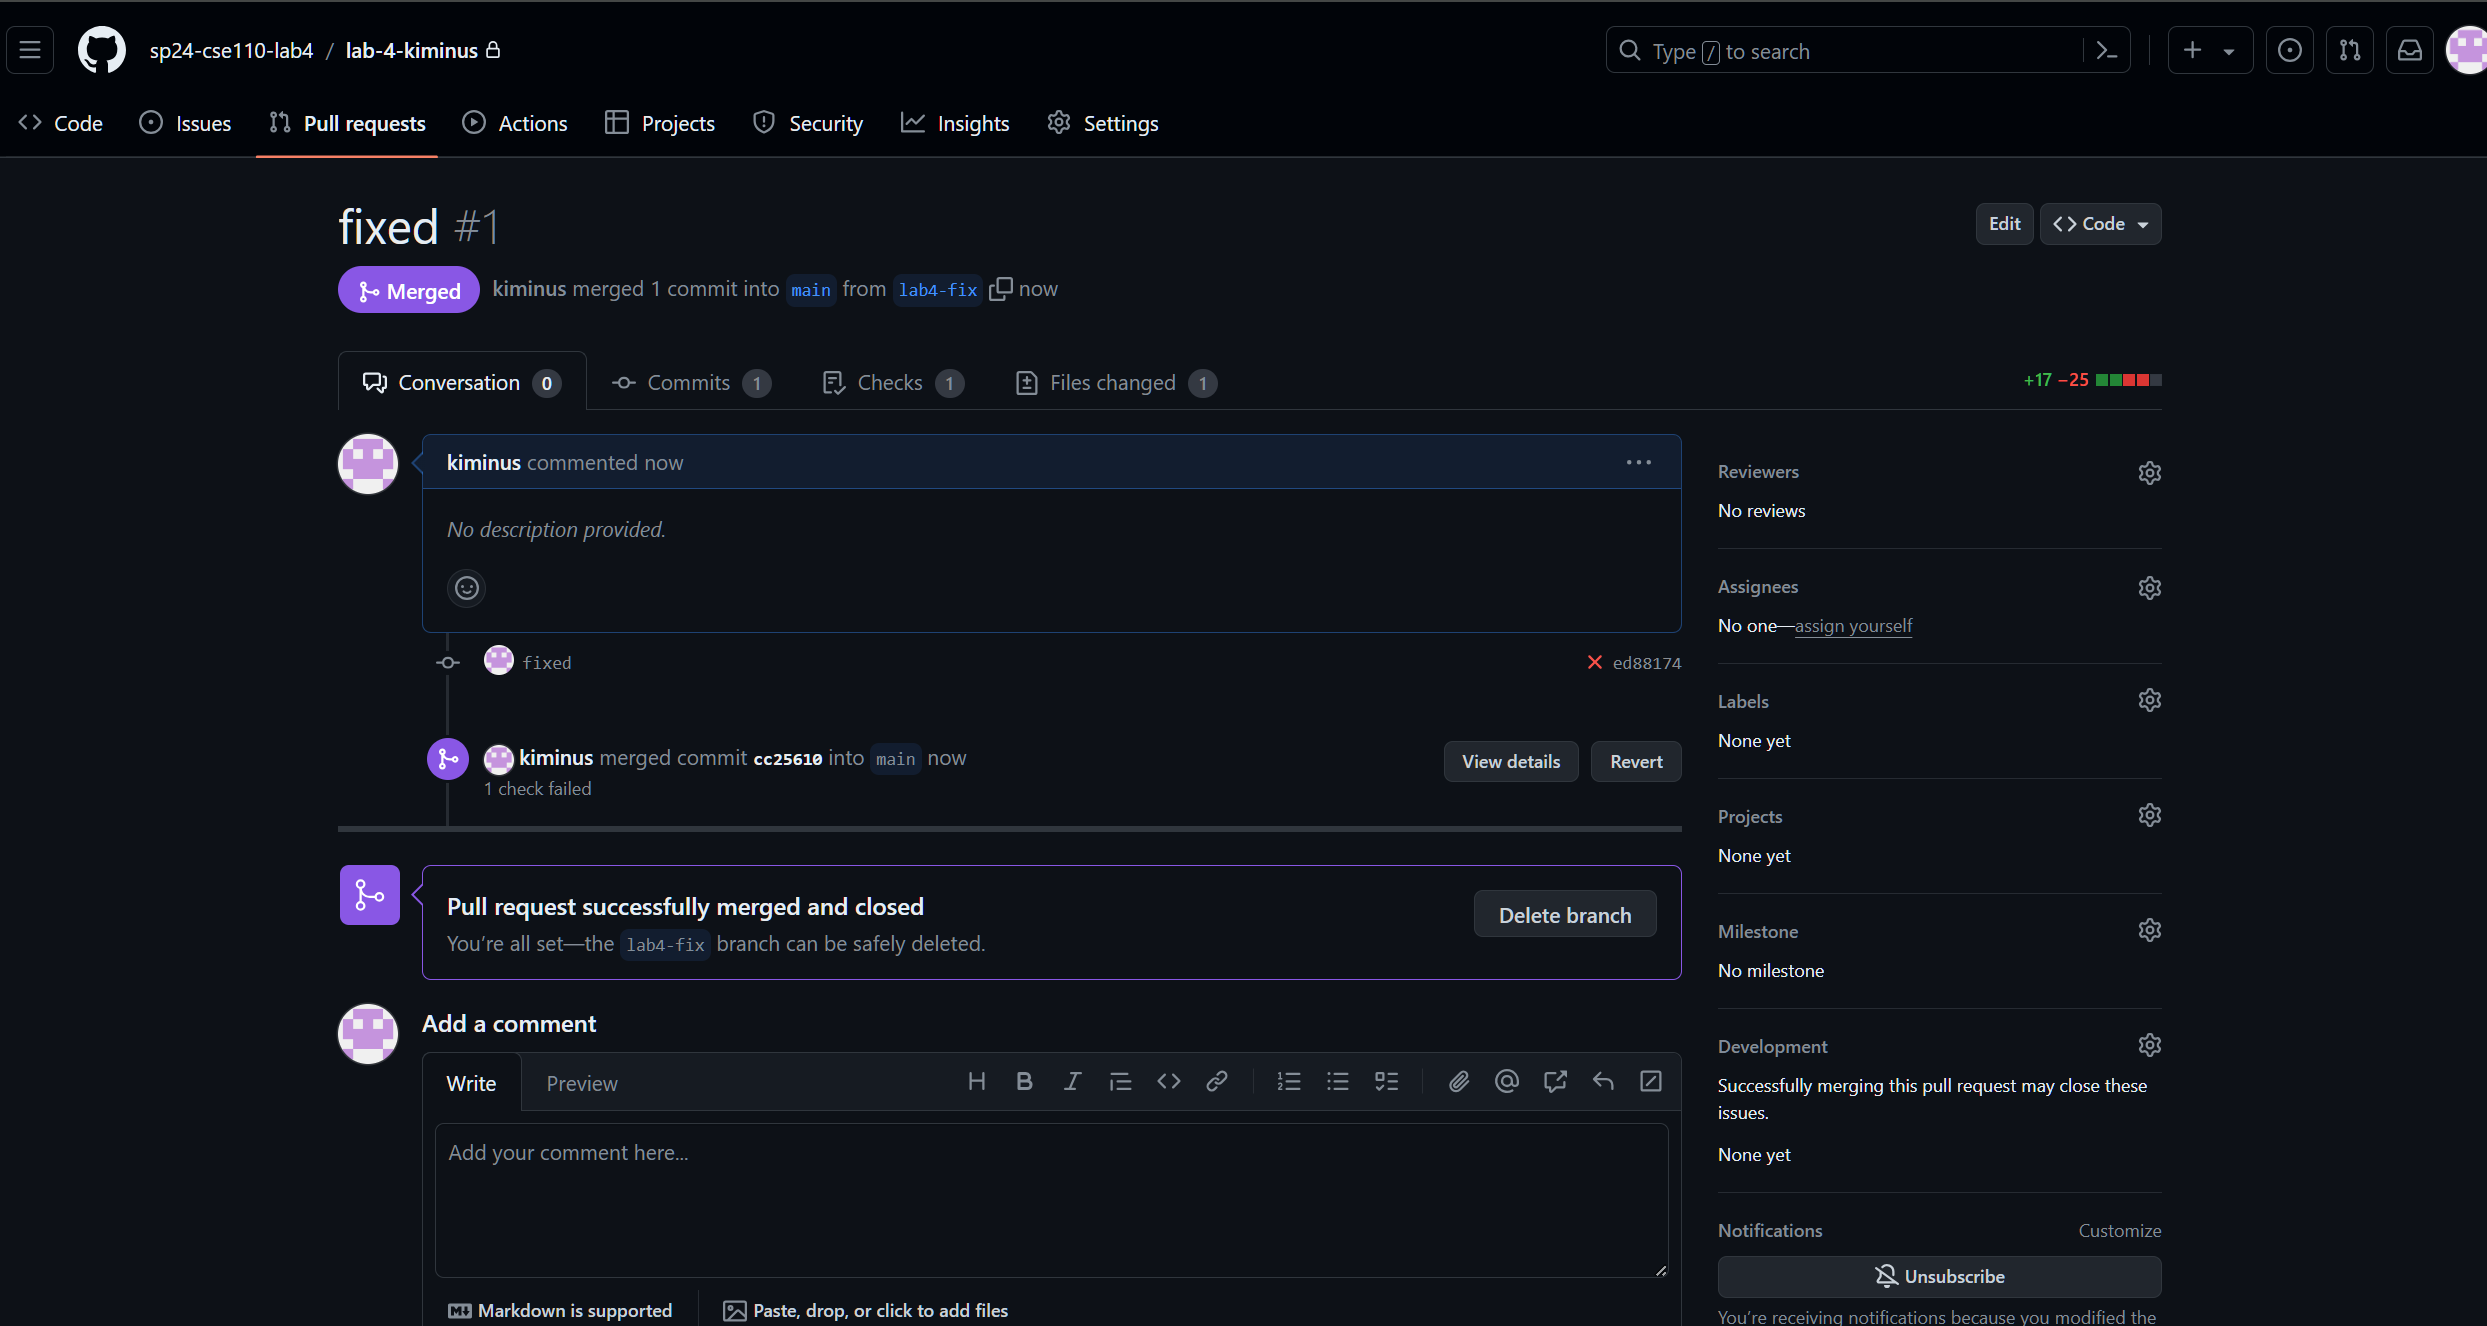 sp24-cse110-lab4 / lab-4-kiminus
Type / to search
Code
Issues
Pull requests
Actions
Projects
Security
Insights
Settings
fixed #1
Edit
Code
Merged
kiminus merged 1 commit into main from lab4-fix now
Conversation 0
Commits 1
Checks 1
Files changed 1
+17 −25
kiminus commented now
No description provided.
fixed
ed88174
kiminus merged commit cc25610 into main now
1 check failed
View details
Revert
Pull request successfully merged and closed
You’re all set—the lab4-fix branch can be safely deleted.
Delete branch
Add a comment
Write
Preview
Add your comment here...
Markdown is supported
Paste, drop, or click to add files
Reviewers
No reviews
Assignees
No one—assign yourself
Labels
None yet
Projects
None yet
Milestone
No milestone
Development
Successfully merging this pull request may close these
issues.
None yet
Notifications
Customize
Unsubscribe
You’re receiving notifications because you modified the